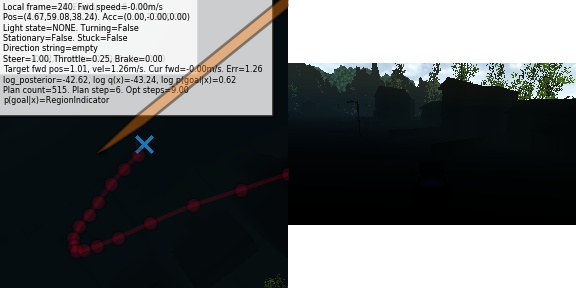 Local frame=240. Fwd speed=-0.00m/s
Pos=(4.67,59.08,38.24). Acc=(0.00,-0.00,0.00)
Light state=NONE. Turning=False
Stationary=False. Stuck=False
Direction string=empty
Steer=1.00, Throttle=0.25, Brake=0.00
Target fwd pos=1.01, vel=1.26m/s. Cur fwd=-0.00m/s. Err=1.26
log_posterior=-42.62, log q(x)=-43.24, log p(goal|x)=0.62
Plan count=515. Plan step=6. Opt steps=9.00
p(goal|x)=RegionIndicator